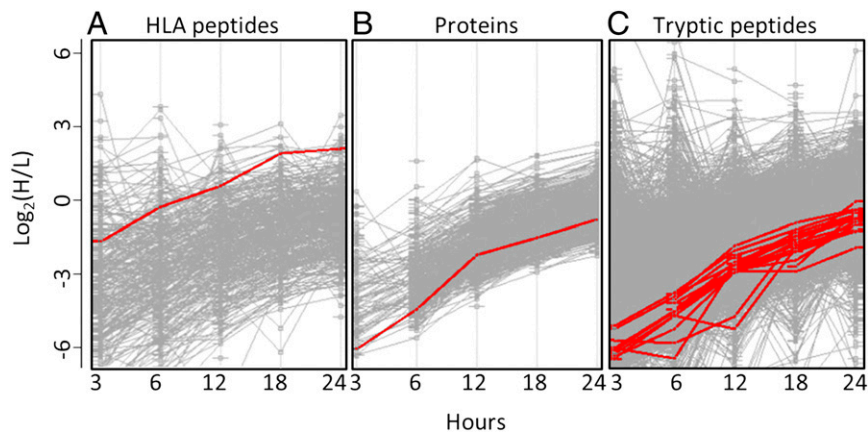 A HLA peptides
B Proteins
C Tryptic peptides
Log2(H/L)
6
3
0
-3
-6
3 6 12 18 24
3 6 12 18 24
3 6 12 18 24
Hours